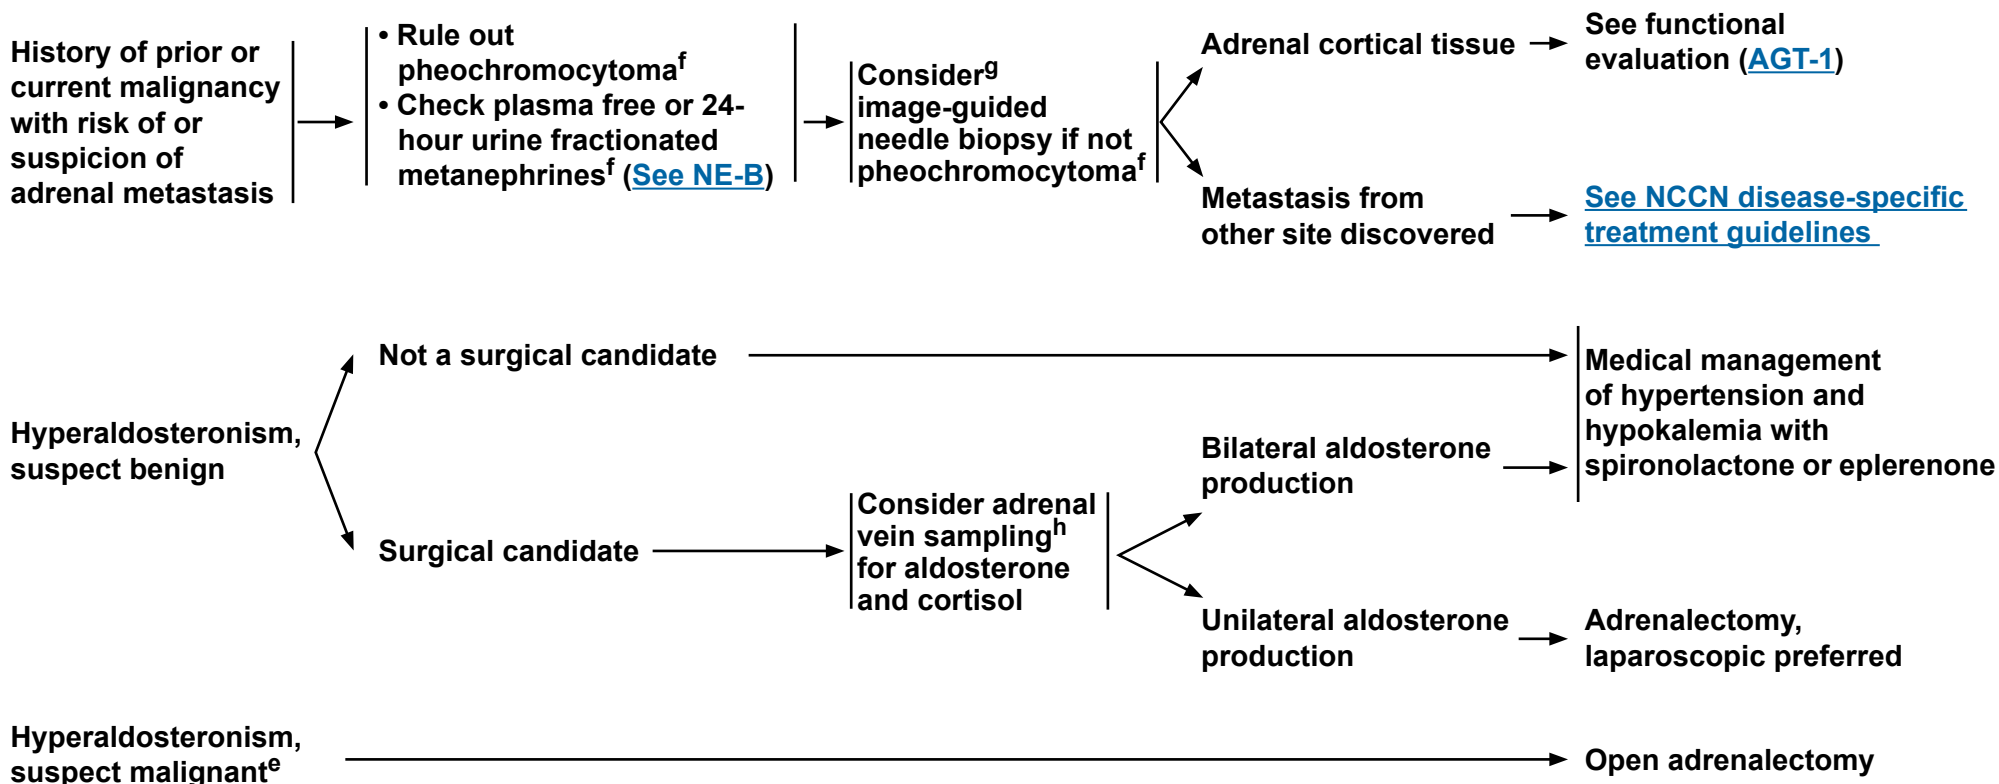 History of prior or
current malignancy
with risk of or
suspicion of
adrenal metastasis
• Rule out
pheochromocytomaf
• Check plasma free or 24-
hour urine fractionated
metanephrinesf (See NE-B)
Considerg
image-guided
needle biopsy if not
pheochromocytomaf
Adrenal cortical tissue
See functional
evaluation (AGT-1)
Metastasis from
other site discovered
See NCCN disease-specific
treatment guidelines
Hyperaldosteronism,
suspect benign
Not a surgical candidate
Surgical candidate
Consider adrenal
vein samplingh
for aldosterone
and cortisol
Bilateral aldosterone
production
Medical management
of hypertension and
hypokalemia with
spironolactone or eplerenone
Unilateral aldosterone
production
Adrenalectomy,
laparoscopic preferred
Hyperaldosteronism,
suspect malignante
Open adrenalectomy